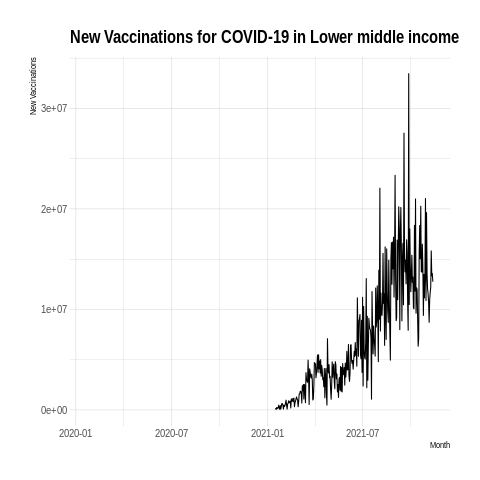 New Vaccinations for COVID-19 in Lower middle income
New Vaccinations
3e+07
2e+07
1e+07
0e+00
2020-01 2020-07 2021-01 2021-07
Month